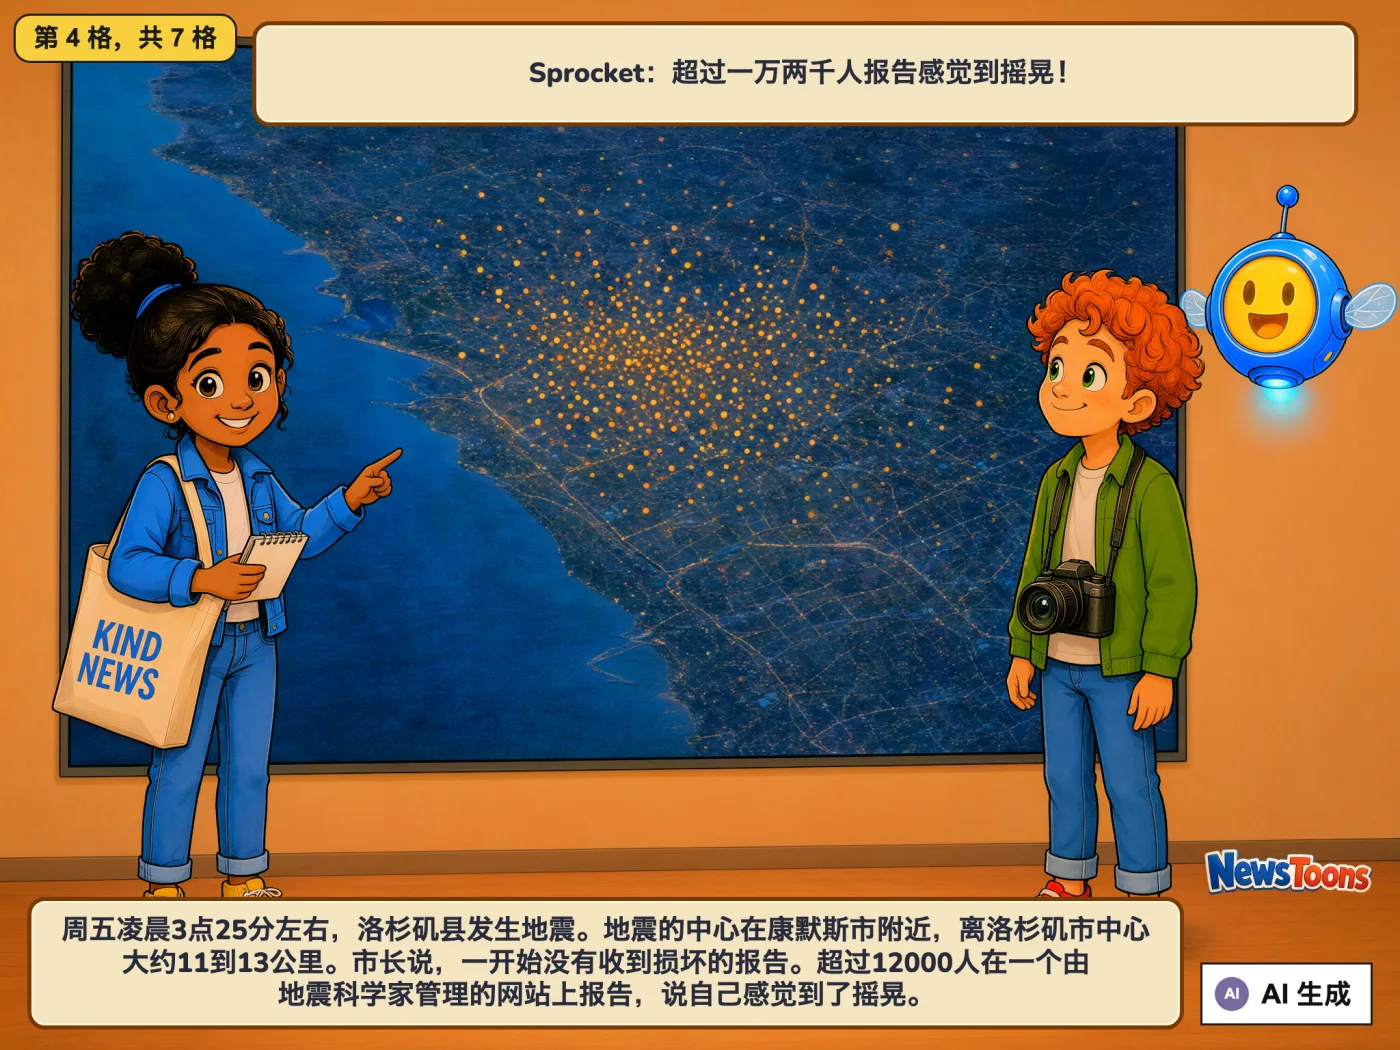 第 4 格，共 7 格
Sprocket：超过一万两千人报告感觉到摇晃！
KIND
NEWS
NewsToons
周五凌晨3点25分左右，洛杉矶县发生地震。地震的中心在康默斯市附近，离洛杉矶市中心
大约11到13公里。市长说，一开始没有收到损坏的报告。超过12000人在一个由
地震科学家管理的网站上报告，说自己感觉到了摇晃。
AI AI 生成